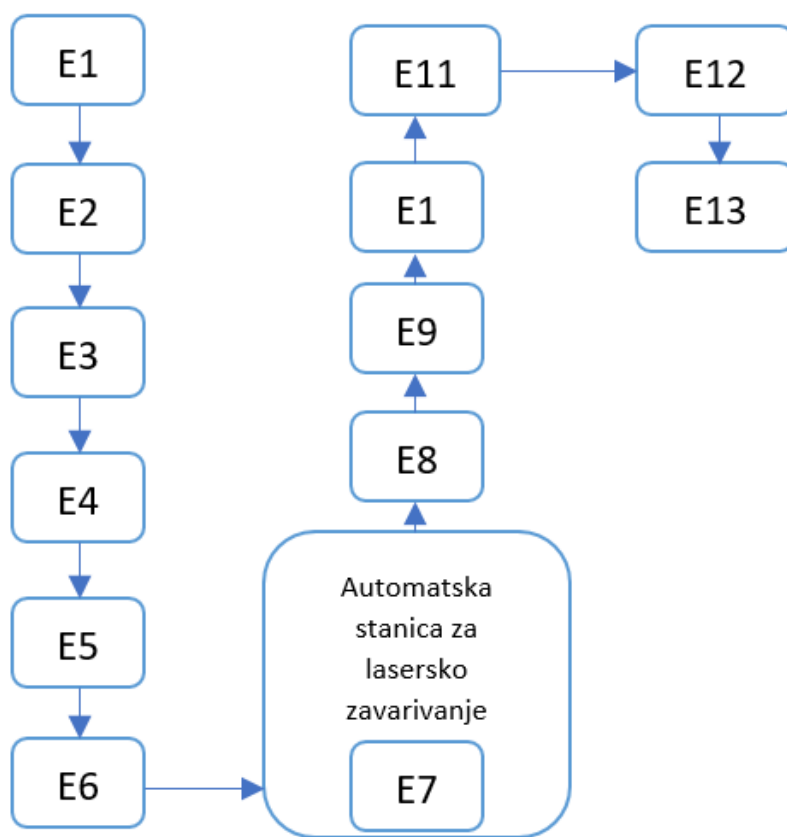 E1
E2
E3
E4
E5
E6
Automatska
stanica za
lasersko
zavarivanje
E7
E8
E9
E1
E11
E12
E13